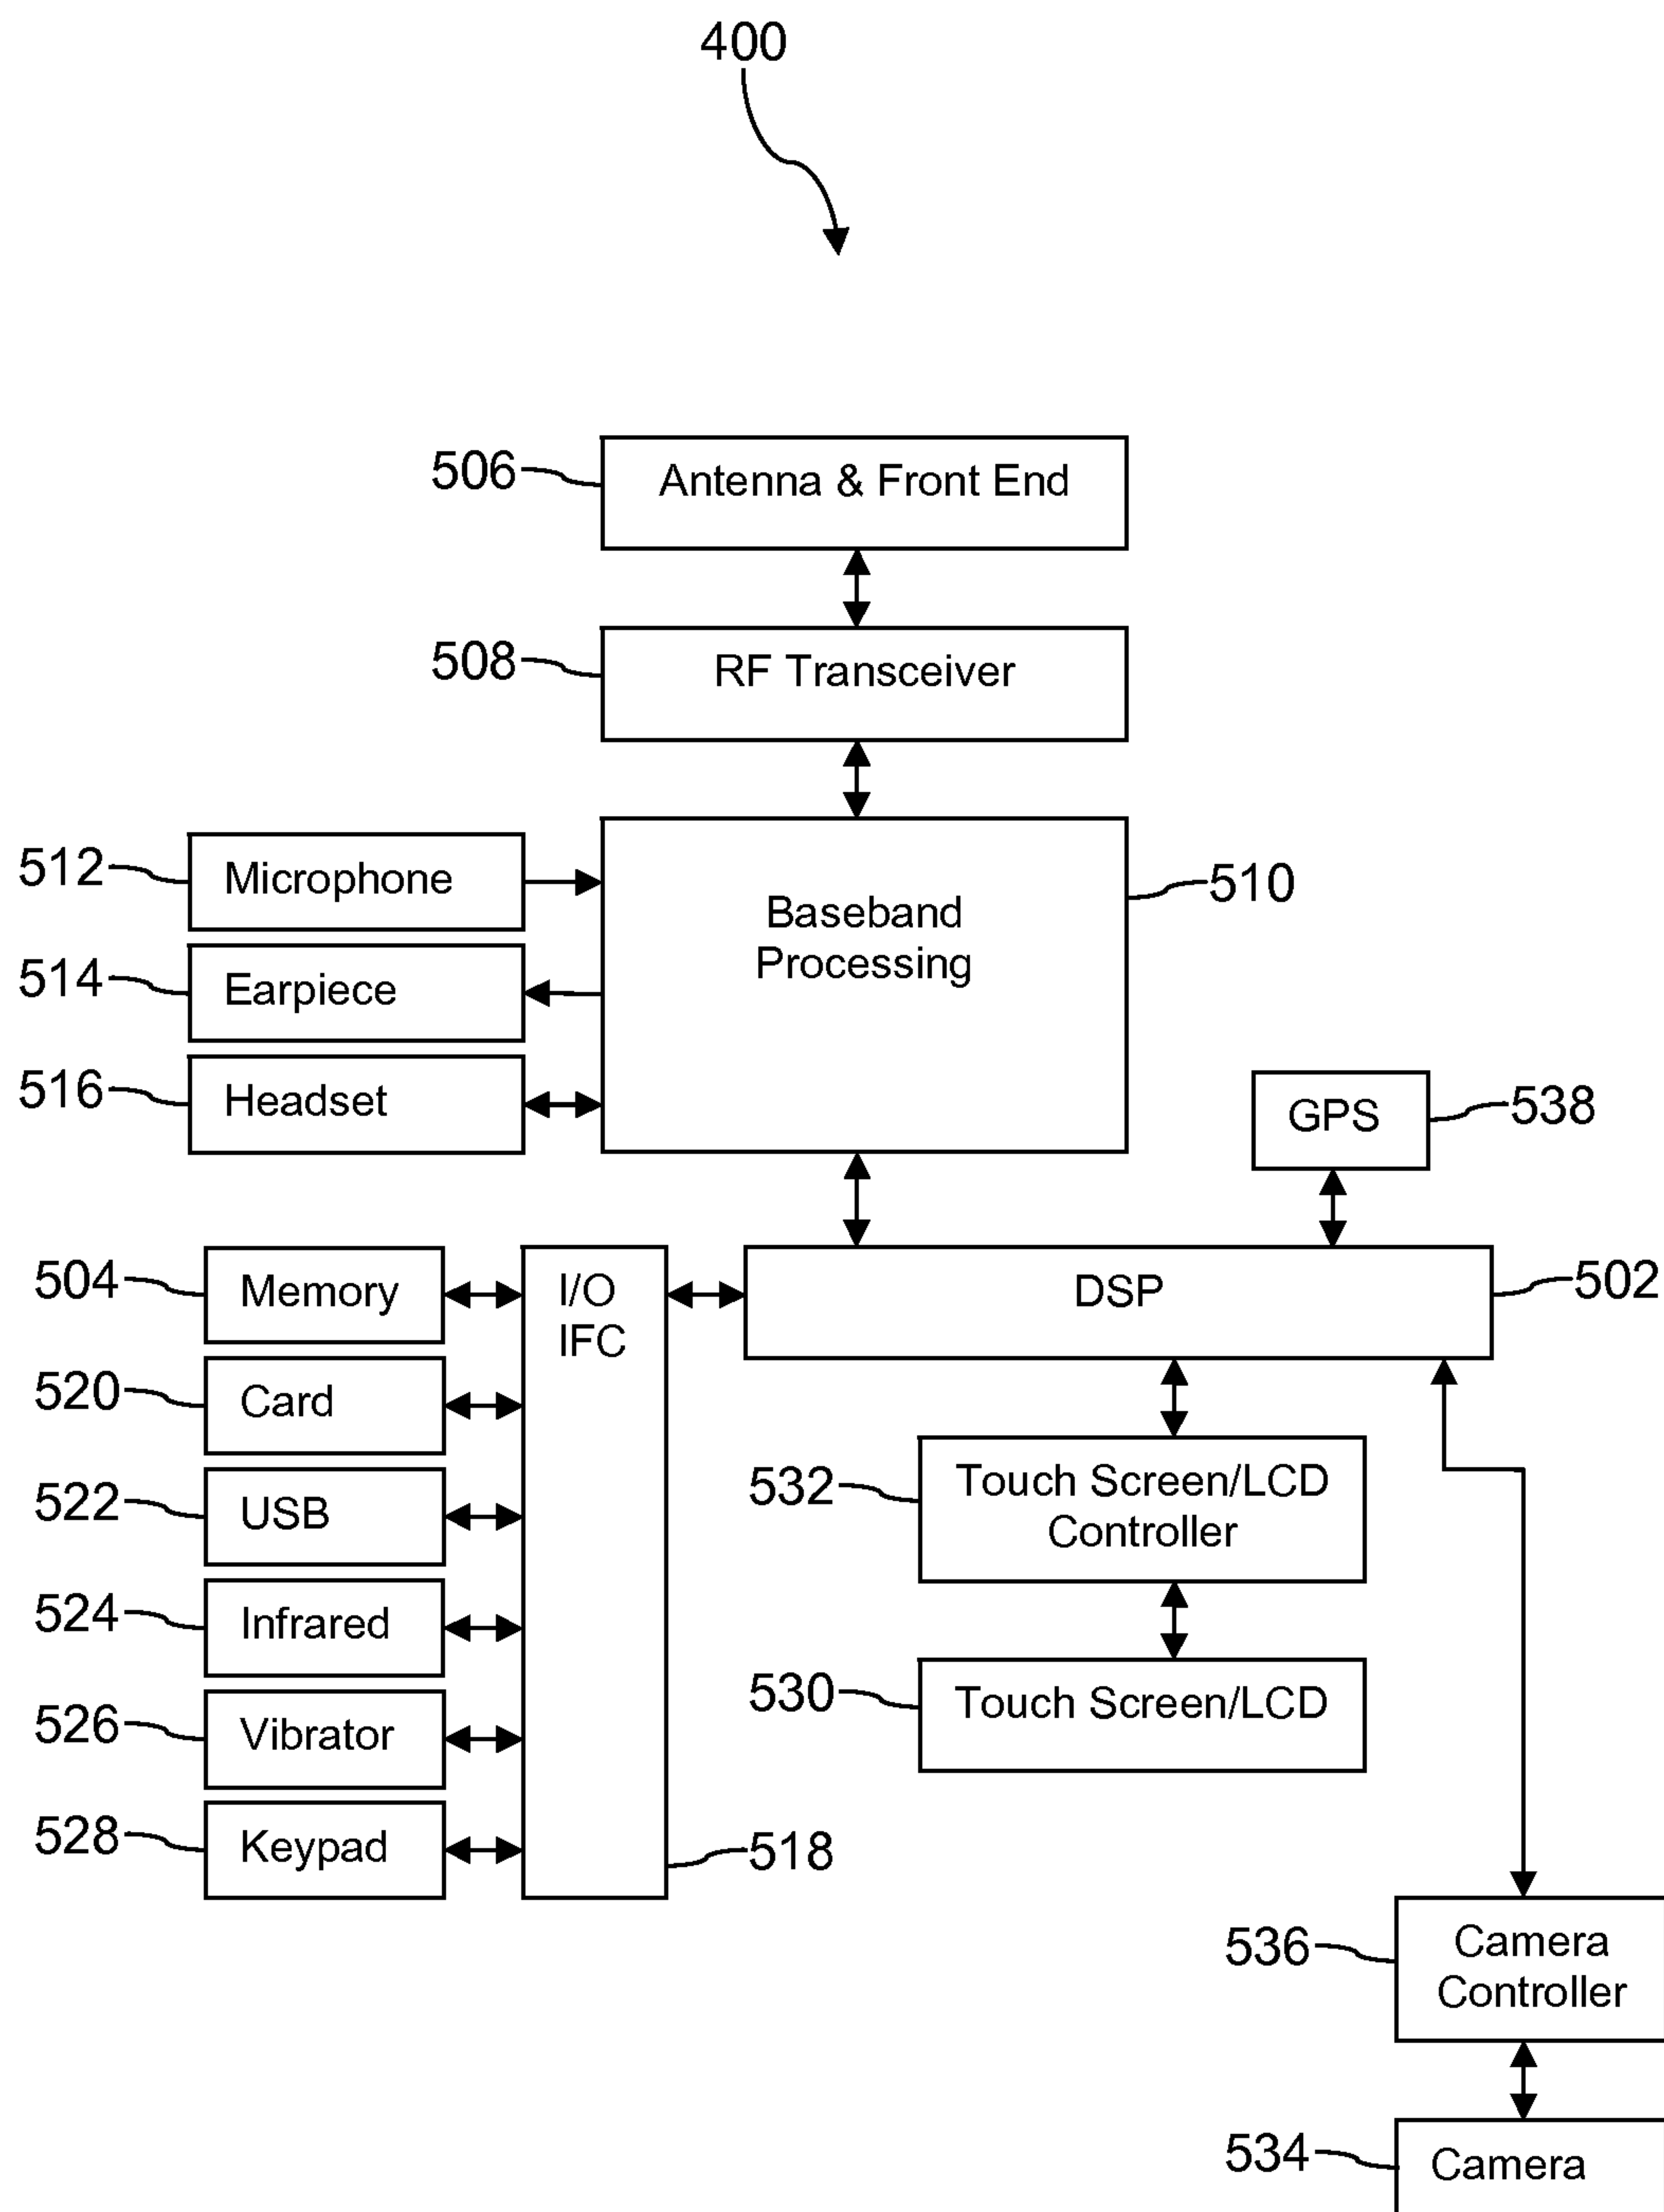 400
506
Antenna & Front End
508
RF Transceiver
512
Microphone
Baseband
Processing
510
514
Earpiece
516
Headset
GPS
538
504
Memory
I/O
IFC
DSP
502
520
Card
522
USB
532
Touch Screen/LCD
Controller
524
Infrared
530
Touch Screen/LCD
526
Vibrator
528
Keypad
518
536
Camera
Controller
534
Camera